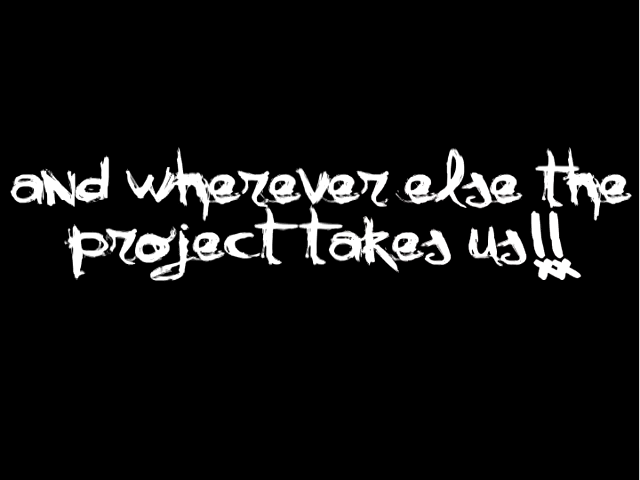 and wherever else the
project takes us!!